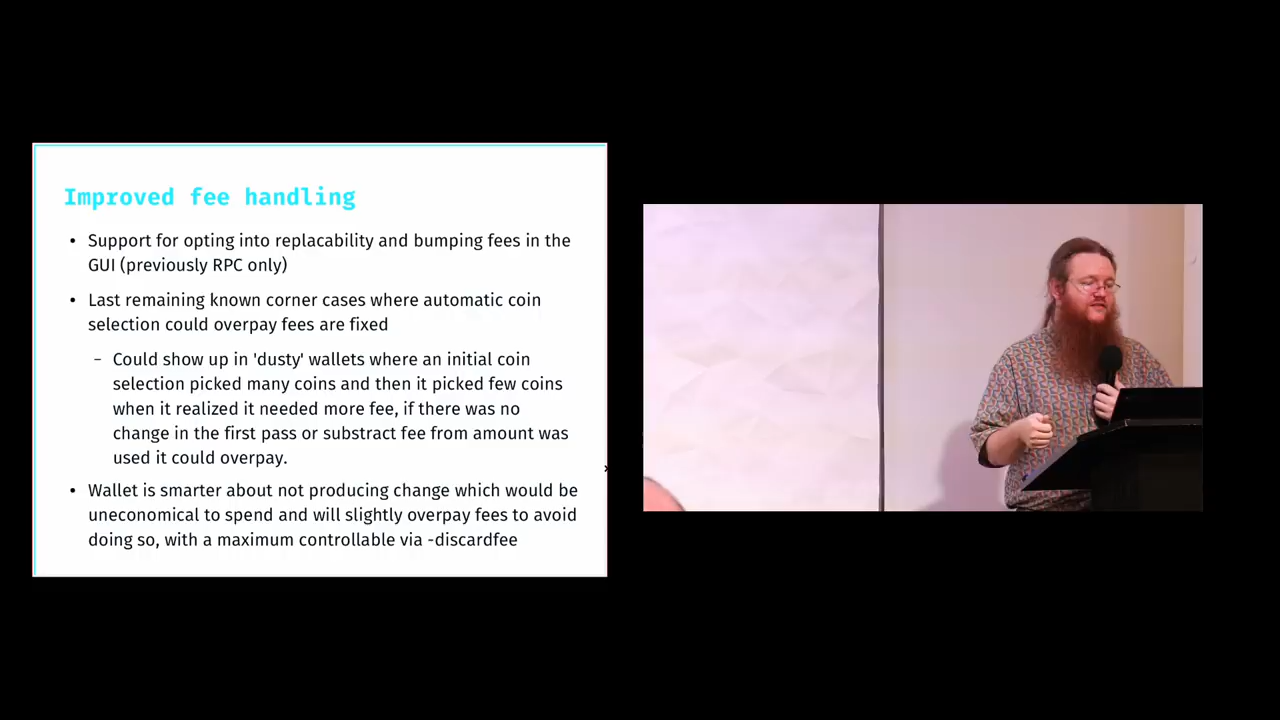 Improved fee handling
• Support for opting into replacability and bumping fees in the
GUI (previously RPC only)
• Last remaining known corner cases where automatic coin
selection could overpay fees are fixed
– Could show up in 'dusty' wallets where an initial coin
selection picked many coins and then it picked few coins
when it realized it needed more fee, if there was no
change in the first pass or substract fee from amount was
used it could overpay.
• Wallet is smarter about not producing change which would be
uneconomical to spend and will slightly overpay fees to avoid
doing so, with a maximum controllable via -discardfee